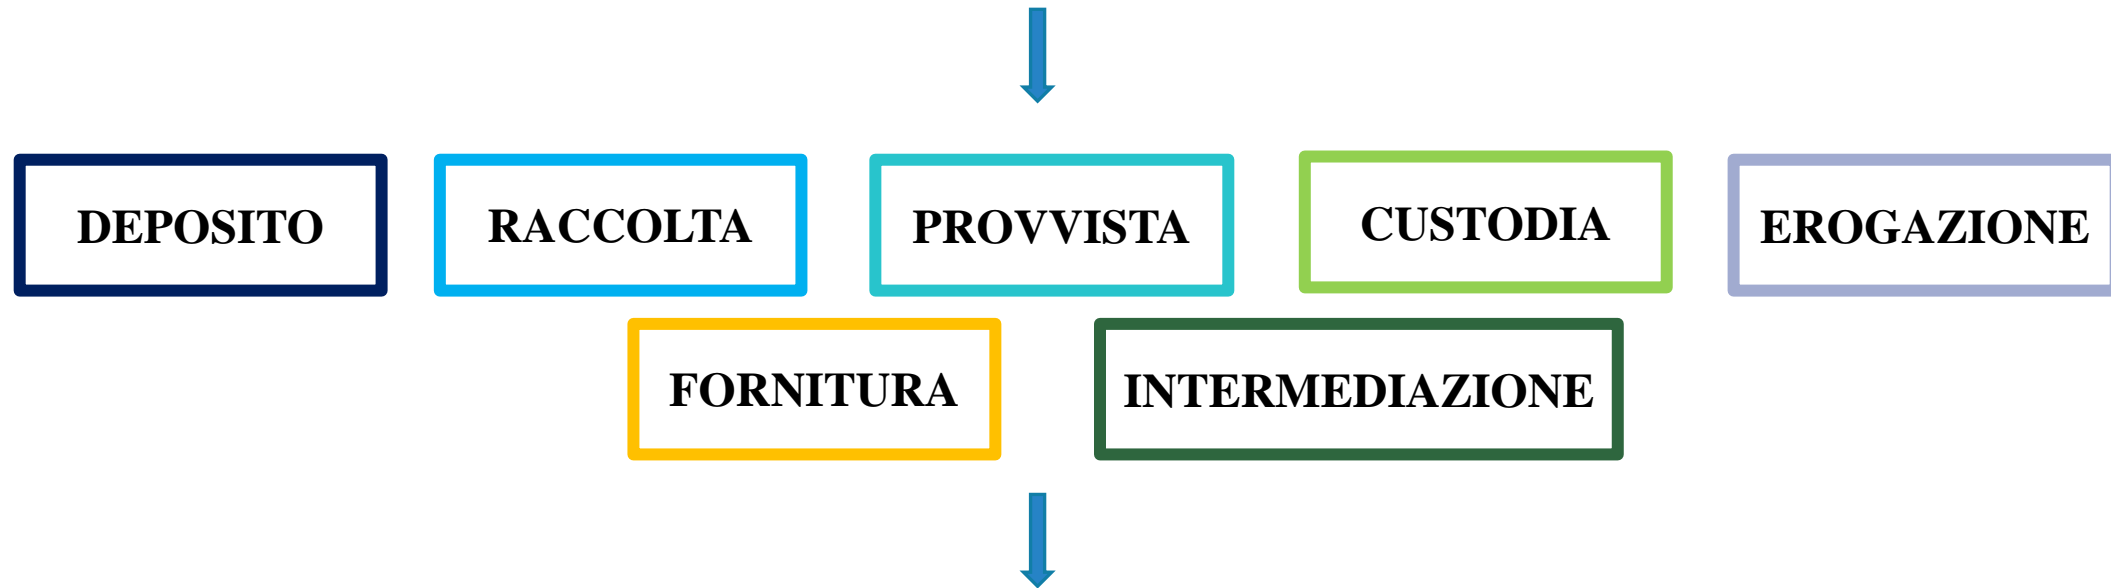 DEPOSITO
RACCOLTA
PROVVISTA
CUSTODIA
EROGAZIONE
FORNITURA
INTERMEDIAZIONE